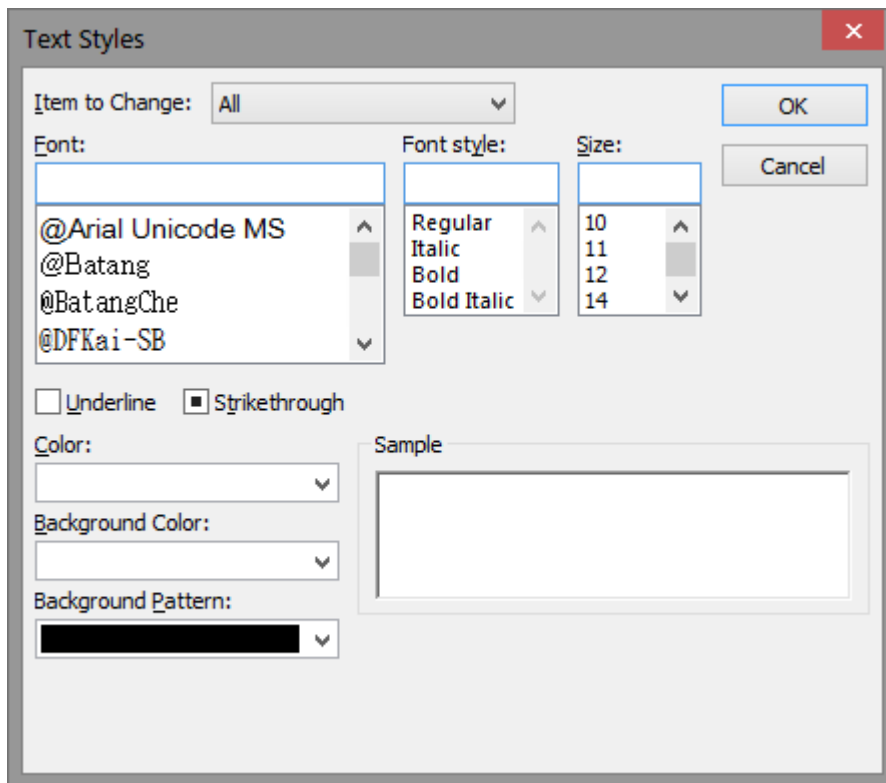 Text Styles
Item to Change: All
OK
Font: Font style: Size:
Cancel
@Arial Unicode MS
@Batang
@BatangChe
@DFKai-SB
Regular
Italic
Bold
Bold Italic
10
11
12
14
Underline Strikethrough
Color:
Sample
Background Color:
Background Pattern: